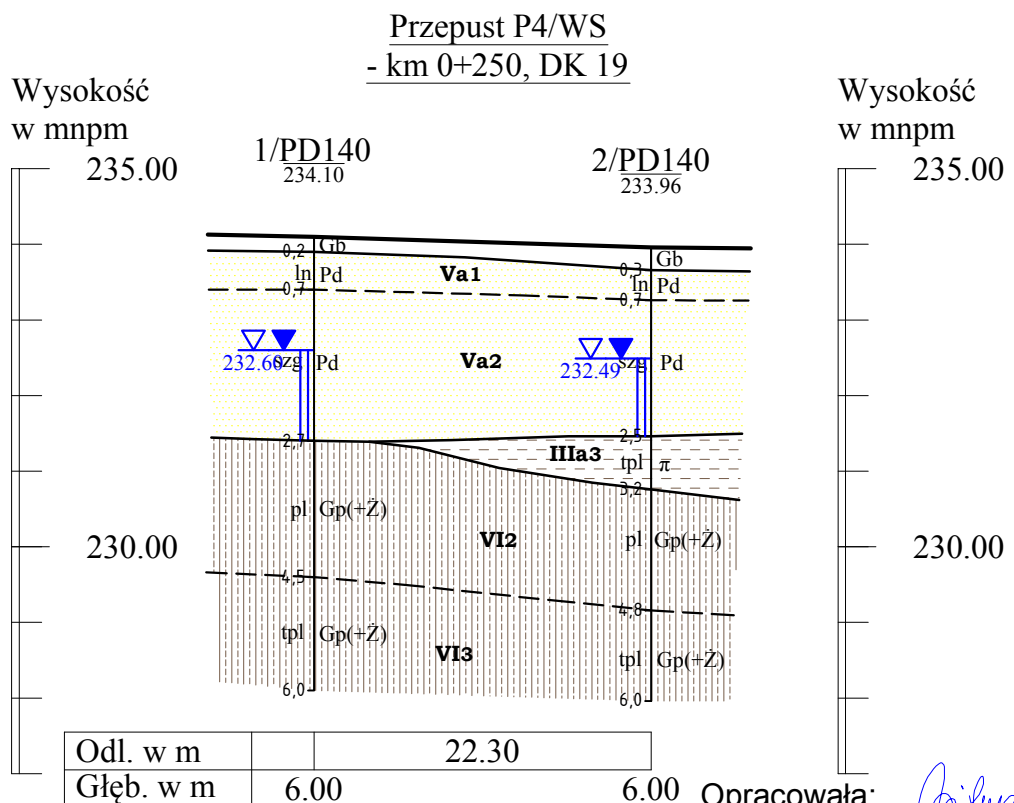 Przepust P4/WS
- km 0+250, DK 19
Wysokość
w mnpm
Wysokość
w mnpm
235.00
1/PD140
234.10
2/PD140
233.96
235.00
0,2
Gb
0,3
Gb
ln Pd
Va1
ln Pd
0,7
0,7
232.60
szg Pd
Va2
232.49
szg Pd
2,7
2,5
IIIa3
tpl π
3,2
pl Gp(+Ż)
VI2
pl Gp(+Ż)
230.00
230.00
4,5
4,8
tpl Gp(+Ż)
VI3
tpl Gp(+Ż)
6,0
6,0
Odl. w m 22.30
Głęb. w m 6.00 6.00
Opracowała: